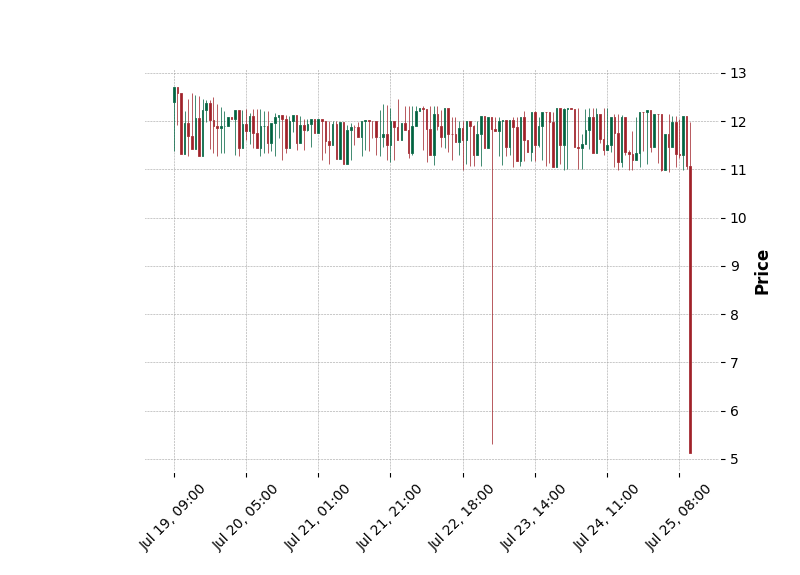 13
12
11
10
9
8
7
6
5
Price
Jul 19, 09:00
Jul 20, 05:00
Jul 21, 01:00
Jul 21, 21:00
Jul 22, 18:00
Jul 23, 14:00
Jul 24, 11:00
Jul 25, 08:00